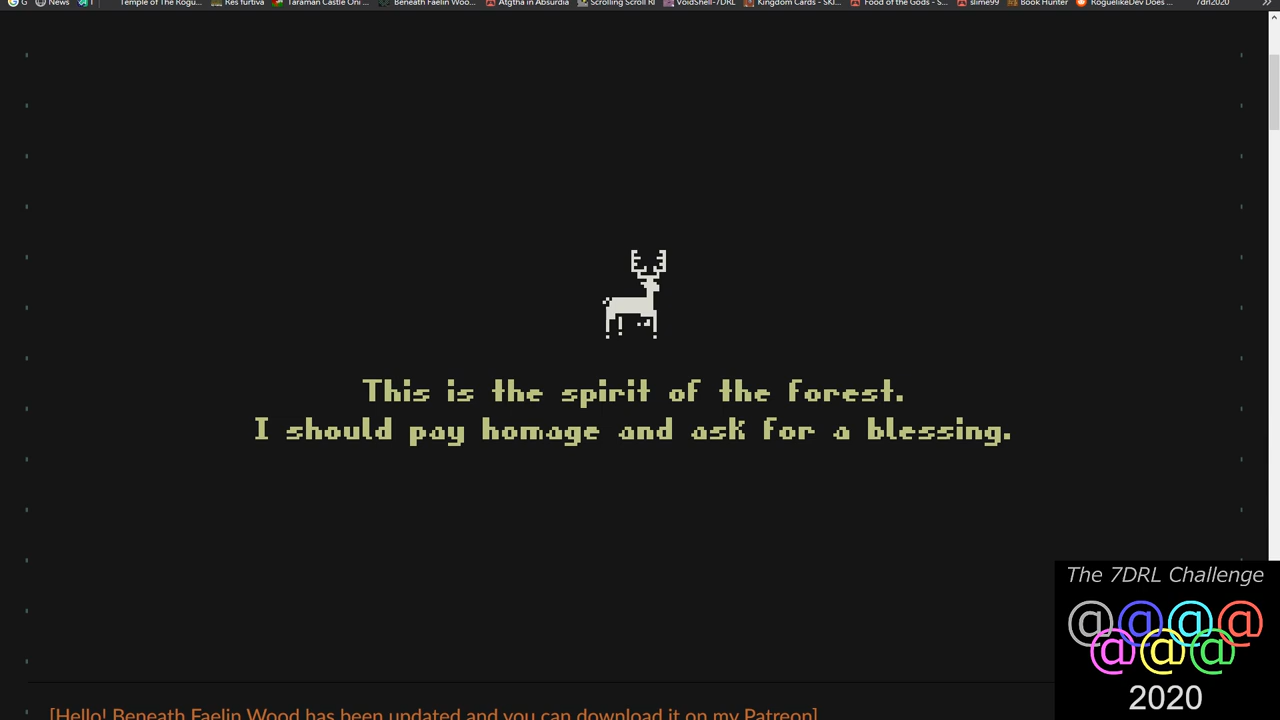 G News Temple of The Rogu... Res furtiva Taraman Castle Oni ... Beneath Faelin Woo... Atgtha in Absurdia Scrolling Scroll RI VoidShell-7DRL Kingdom Cards - SKI... Food of the Gods - S... slime99 Book Hunter RoguelikeDev Does ... 7drl2020 »
This is the spirit of the forest.
I should pay homage and ask for a blessing.
The 7DRL Challenge
@@@@
@@@
2020
[Hello! Beneath Faelin Wood has been updated and you can download it on my Patreon]